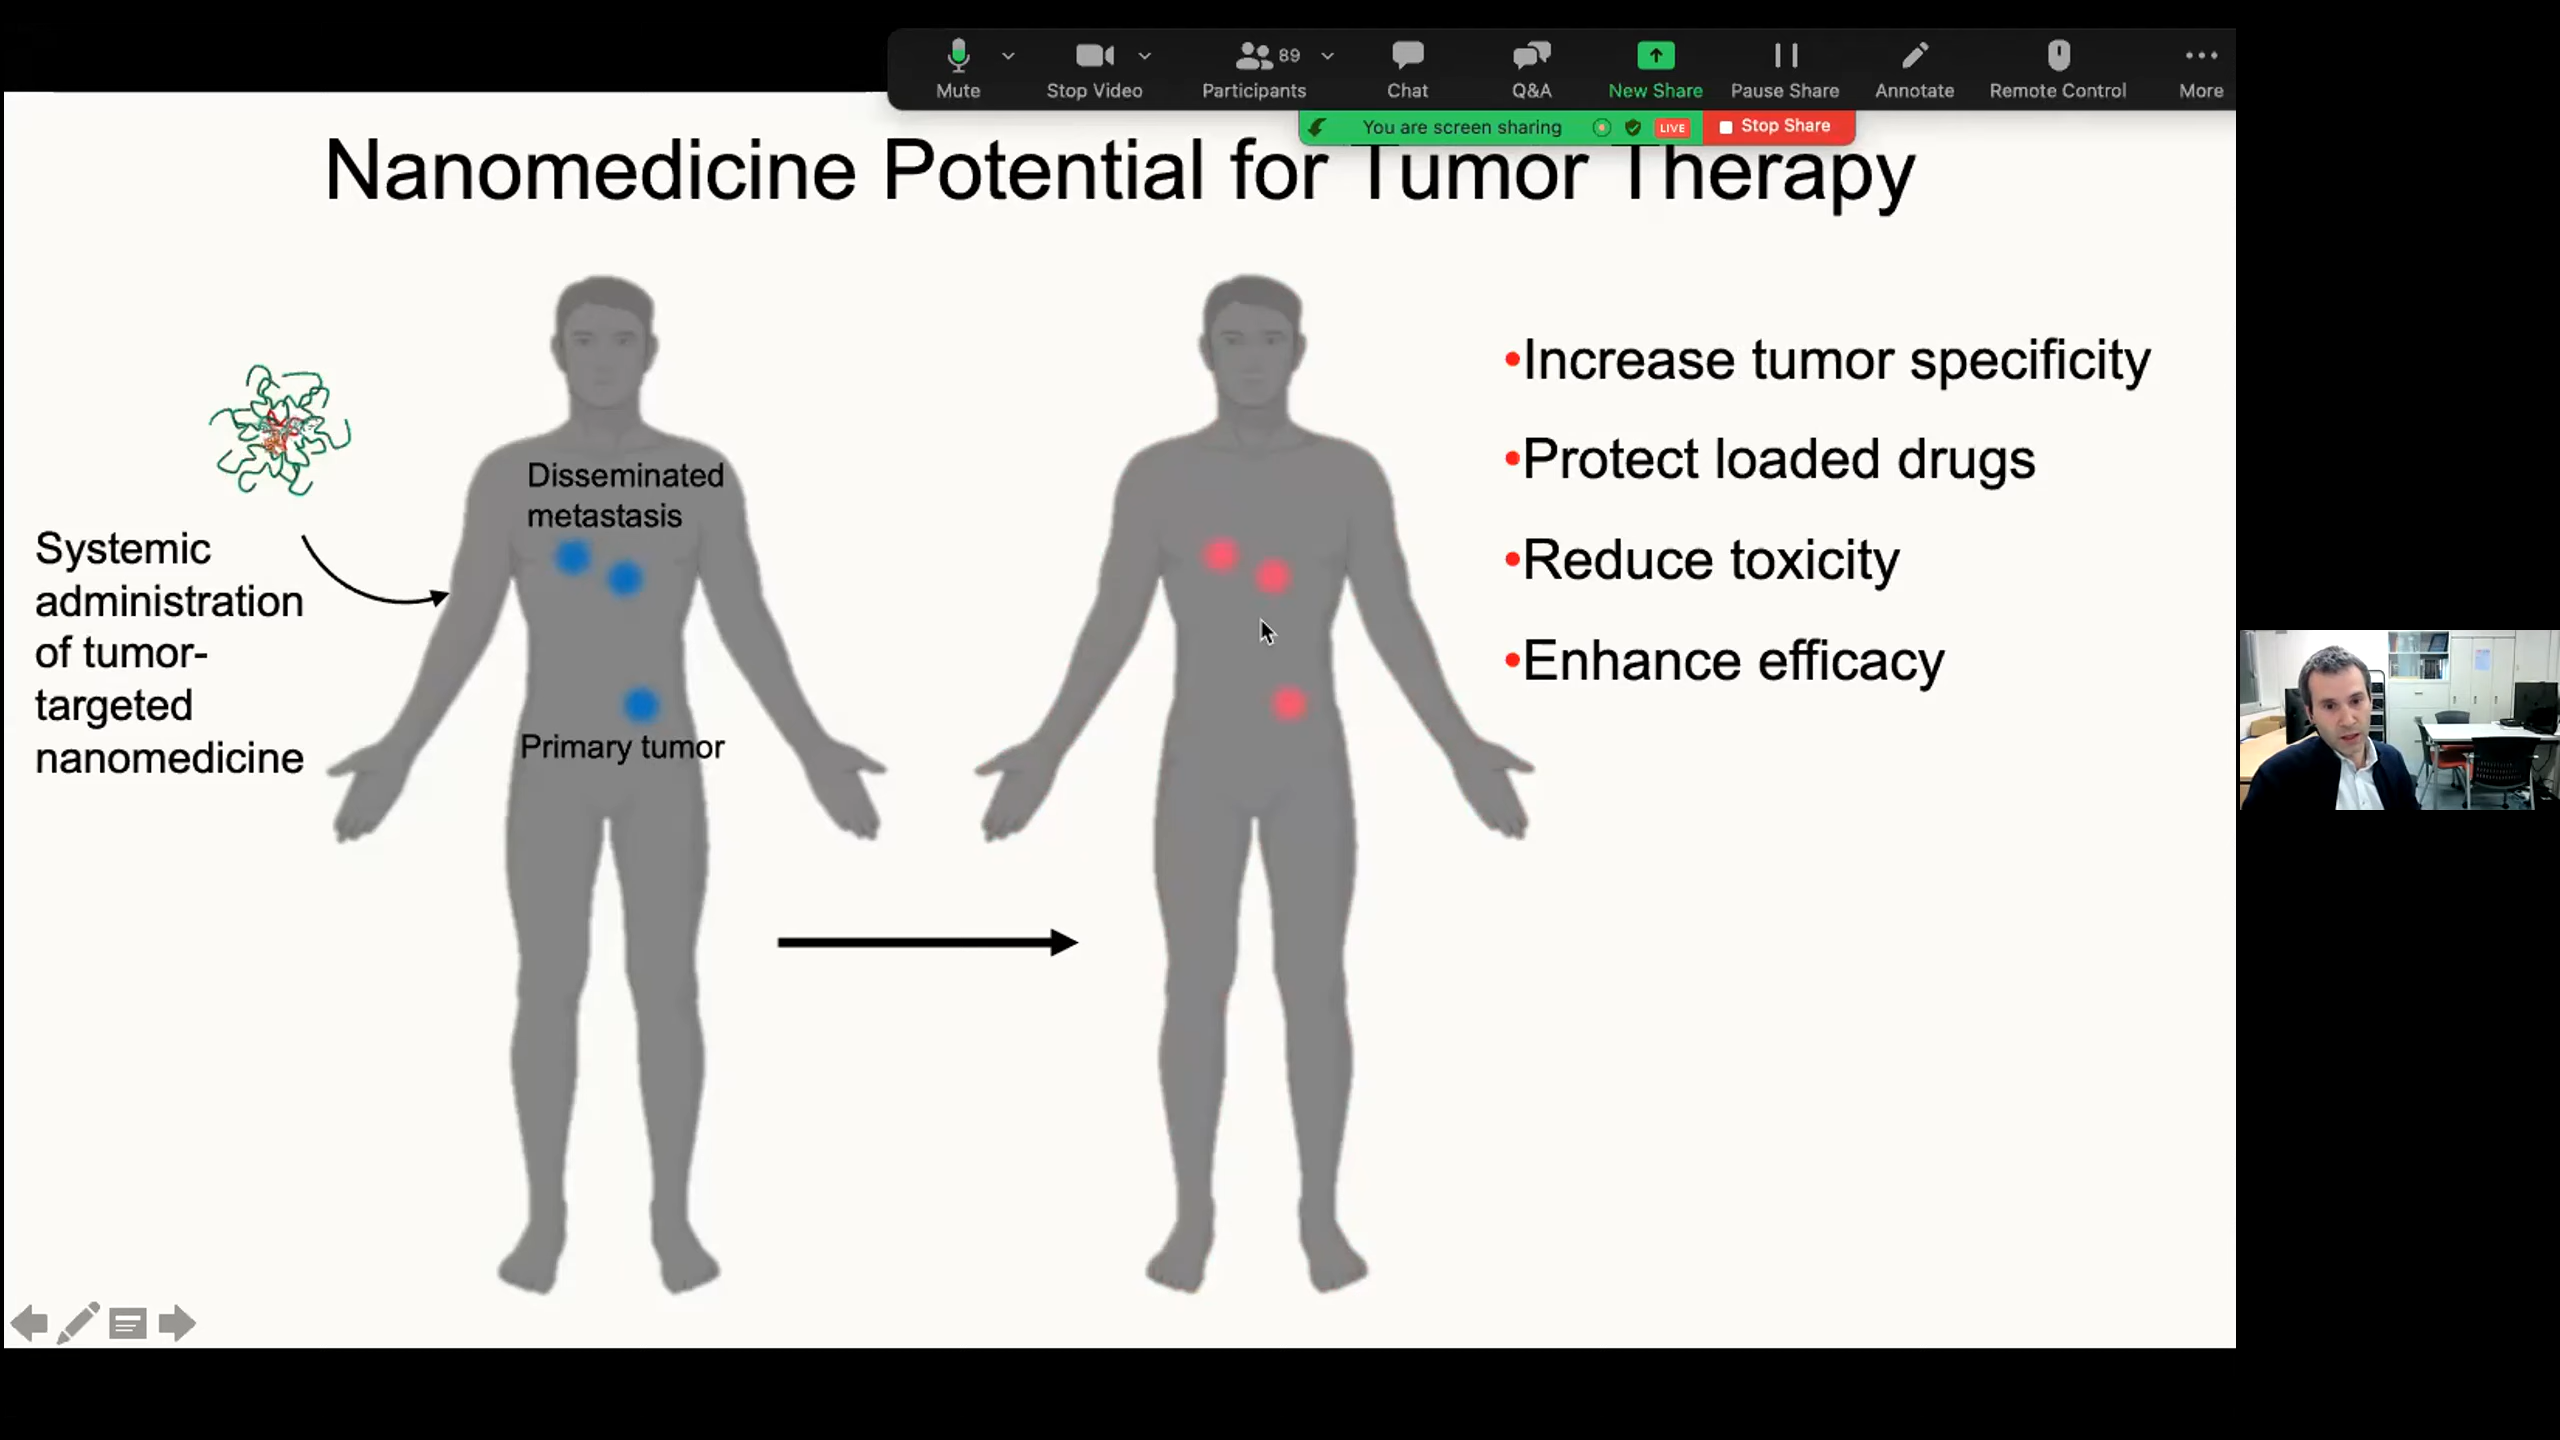 Mute
Stop Video
89
Participants
Chat
Q&A
New Share
Pause Share
Annotate
Remote Control
More
You are screen sharing
LIVE
Stop Share
Nanomedicine Potential for Tumor Therapy
Disseminated
metastasis
Primary tumor
Systemic
administration
of tumor-
targeted
nanomedicine
•Increase tumor specificity
•Protect loaded drugs
•Reduce toxicity
•Enhance efficacy